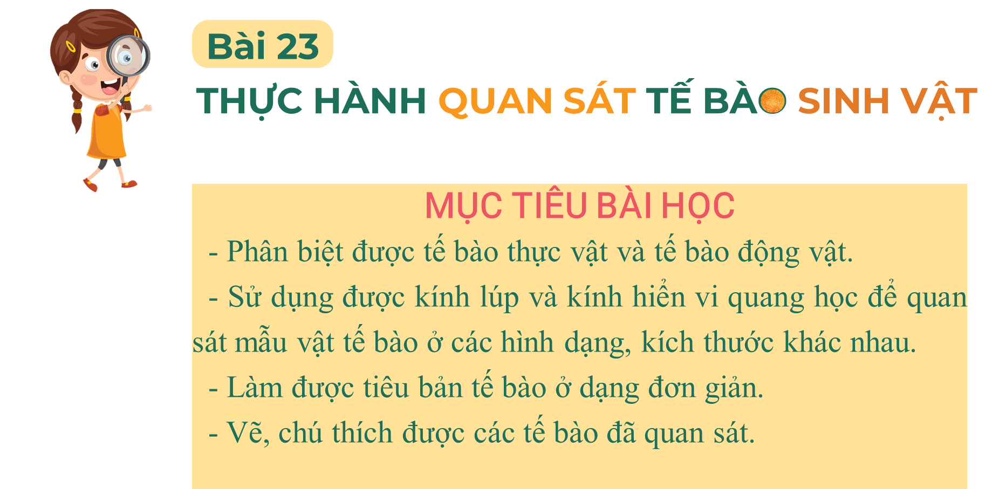 Bài 23
THỰC HÀNH QUAN SÁT TẾ BÀO SINH VẬT
MỤC TIÊU BÀI HỌC
- Phân biệt được tế bào thực vật và tế bào động vật.
- Sử dụng được kính lúp và kính hiển vi quang học để quan
sát mẫu vật tế bào ở các hình dạng, kích thước khác nhau.
- Làm được tiêu bản tế bào ở dạng đơn giản.
- Vẽ, chú thích được các tế bào đã quan sát.